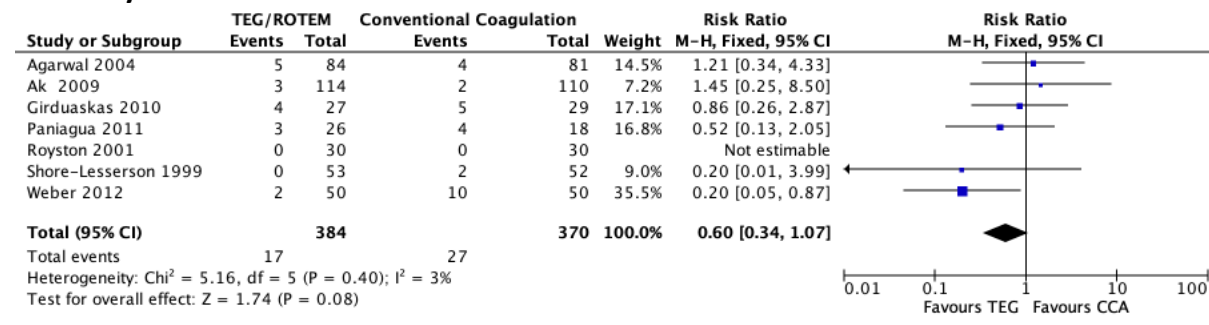 TEG/ROTEM Conventional Coagulation Risk Ratio Risk Ratio
Study or Subgroup Events Total Events Total Weight M-H, Fixed, 95% CI M-H, Fixed, 95% CI
Agarwal 2004 5 84 4 81 14.5% 1.21 [0.34, 4.33]
Ak 2009 3 114 2 110 7.2% 1.45 [0.25, 8.50]
Girduaskas 2010 4 27 5 29 17.1% 0.86 [0.26, 2.87]
Paniagua 2011 3 26 4 18 16.8% 0.52 [0.13, 2.05]
Royston 2001 0 30 0 30 Not estimable
Shore-Lesserson 1999 0 53 2 52 9.0% 0.20 [0.01, 3.99]
Weber 2012 2 50 10 50 35.5% 0.20 [0.05, 0.87]
Total (95% CI) 384 370 100.0% 0.60 [0.34, 1.07]
Total events 17 27
Heterogeneity: Chi² = 5.16, df = 5 (P = 0.40); I² = 3%
Test for overall effect: Z = 1.74 (P = 0.08)
0.01 0.1 1 10 100
Favours TEG Favours CCA